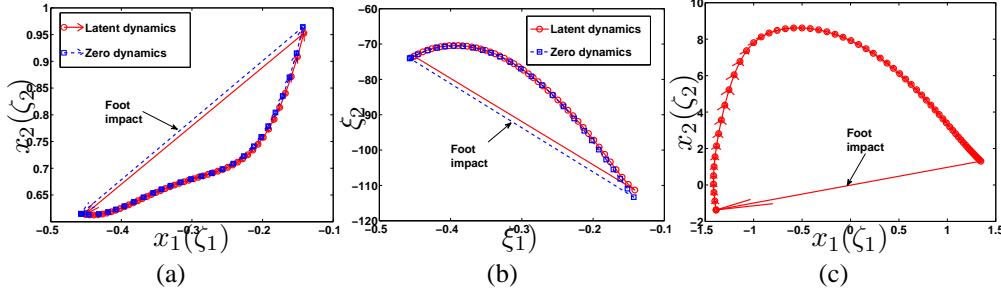 Latent dynamics
Zero dynamics
Foot
impact
x₂(ζ₂)
0.95
0.9
0.85
0.8
0.75
0.7
0.65
−0.5
−0.4
−0.3
−0.2
−0.1
x₁(ζ₁)
(a)
Latent dynamics
Zero dynamics
Foot
impact
ξ₂
−60
−70
−80
−90
−100
−110
−120
−0.5
−0.4
−0.3
−0.2
−0.1
ξ₁)
(b)
Foot
impact
x₂(ζ₂)
10
8
6
4
2
0
−2
−1.5
−1
−0.5
0
0.5
1
1.5
x₁(ζ₁)
(c)